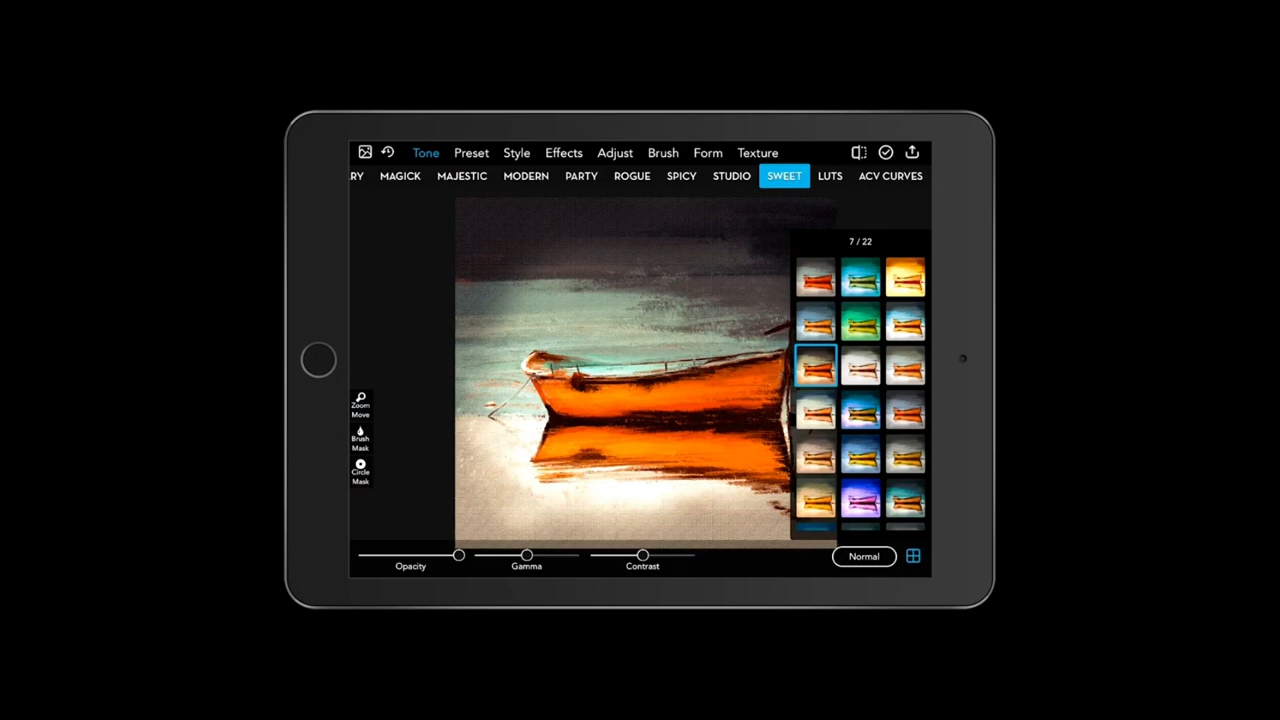 Tone Preset Style Effects Adjust Brush Form Texture
RY MAGICK MAJESTIC MODERN PARTY ROGUE SPICY STUDIO SWEET LUTS ACV CURVES
7 / 22
Zoom
Move
Brush
Mask
Circle
Mask
Opacity Gamma Contrast Normal